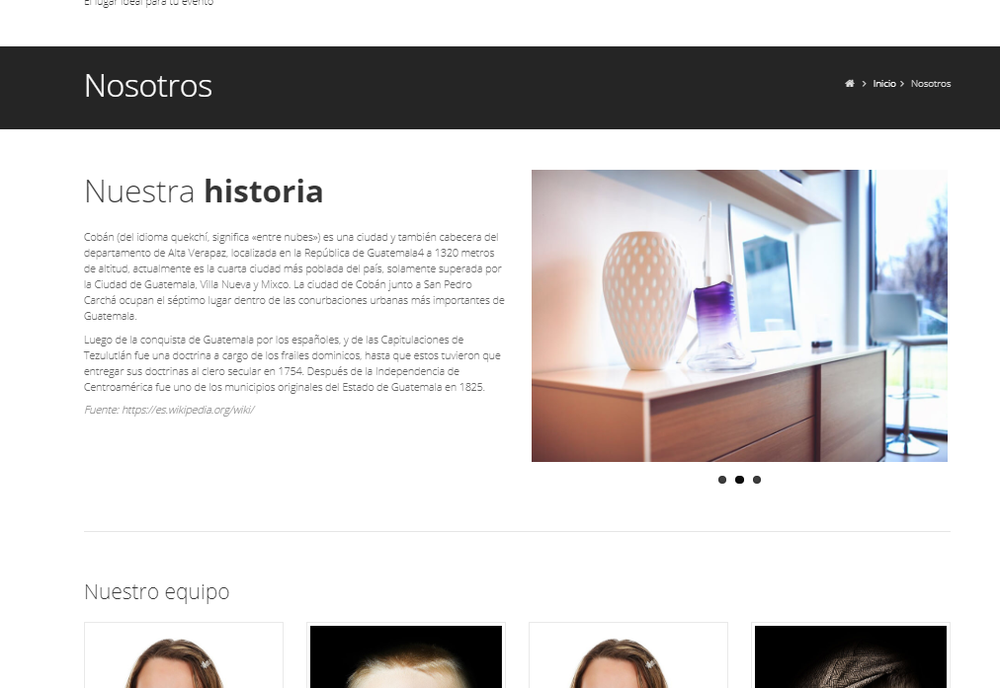 El lugar ideal para tu evento
Nosotros
Inicio
Nosotros
Nuestra historia
Cobán (del idioma quekchí, significa «entre nubes») es una ciudad y también cabecera del
departamento de Alta Verapaz, localizada en la República de Guatemala4 a 1320 metros
de altitud, actualmente es la cuarta ciudad más poblada del país, solamente superada por
la Ciudad de Guatemala, Villa Nueva y Mixco. La ciudad de Cobán junto a San Pedro
Carchá ocupan el séptimo lugar dentro de las conurbaciones urbanas más importantes de
Guatemala.
Luego de la conquista de Guatemala por los españoles, y de las Capitulaciones de
Tezulutlán fue una doctrina a cargo de los frailes dominicos, hasta que estos tuvieron que
entregar sus doctrinas al clero secular en 1754. Después de la Independencia de
Centroamérica fue uno de los municipios originales del Estado de Guatemala en 1825.
Fuente: https://es.wikipedia.org/wiki/
Nuestro equipo